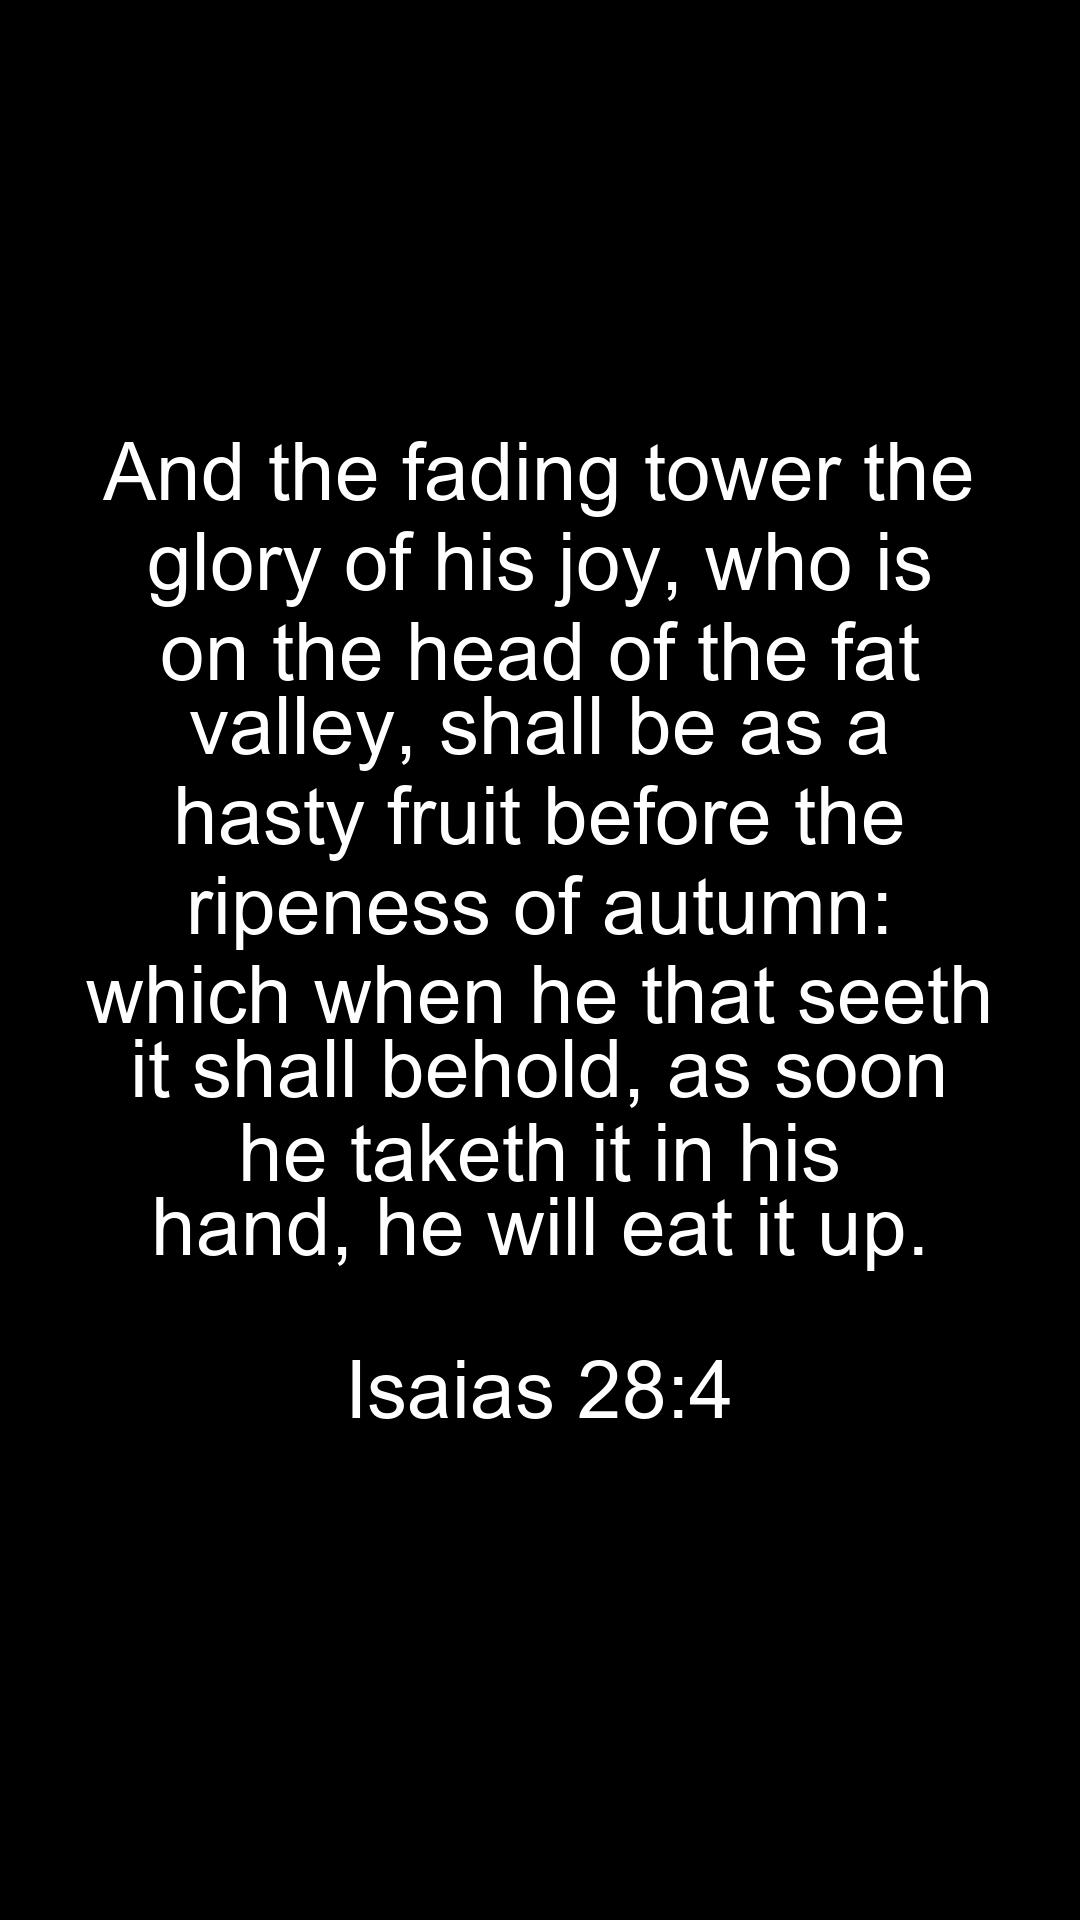 And the fading tower the
glory of his joy, who is
on the head of the fat
valley, shall be as a
hasty fruit before the
ripeness of autumn:
which when he that seeth
it shall behold, as soon
he taketh it in his
hand, he will eat it up.
Isaias 28:4